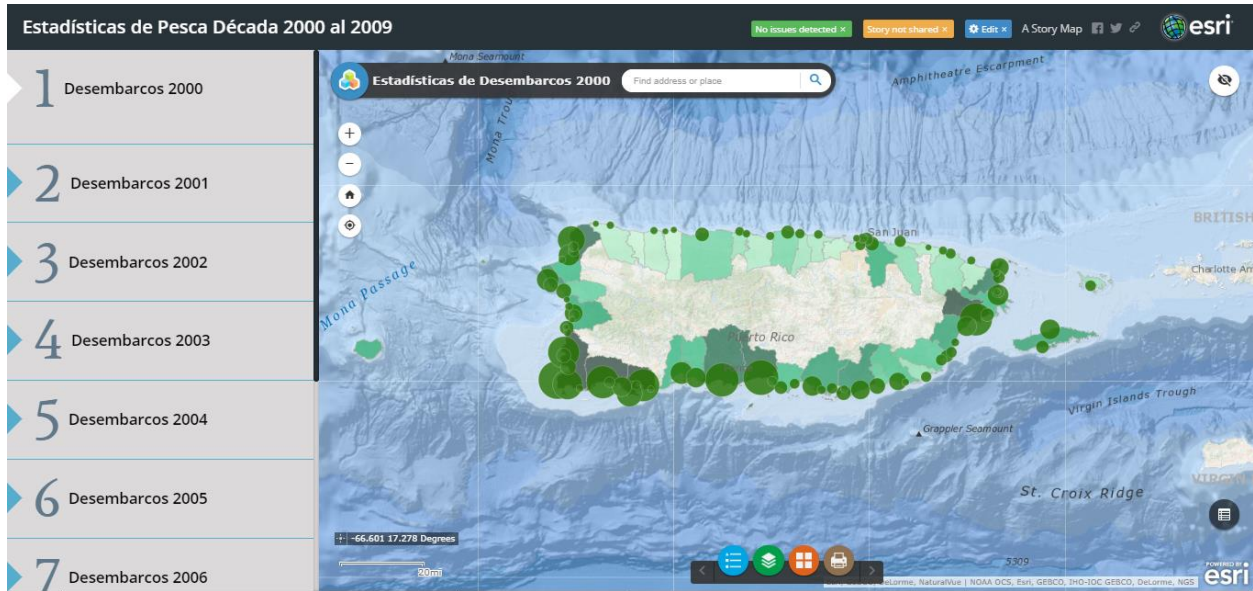 Estadísticas de Pesca Década 2000 al 2009
No issues detected ×
Story not shared ×
Edit ×
A Story Map
esri
1 Desembarcos 2000
2 Desembarcos 2001
3 Desembarcos 2002
4 Desembarcos 2003
5 Desembarcos 2004
6 Desembarcos 2005
7 Desembarcos 2006
Mona Seamount
Estadísticas de Desembarcos 2000
Find address or place
Amphitheatre Escarpment
Mona Trou
San Juan
BRITISH
Charlotte Am
Mona Passage
Puerto Rico
Virgin Islands Trough
Grappler Seamount
VIRGIN
St. Croix Ridge
-66.601 17.278 Degrees
20mi
5309
DeLorme, NaturalVue | NOAA OCS, Esri, GEBCO, IHO-IOC GEBCO, DeLorme, NGS
POWERED BY
esri